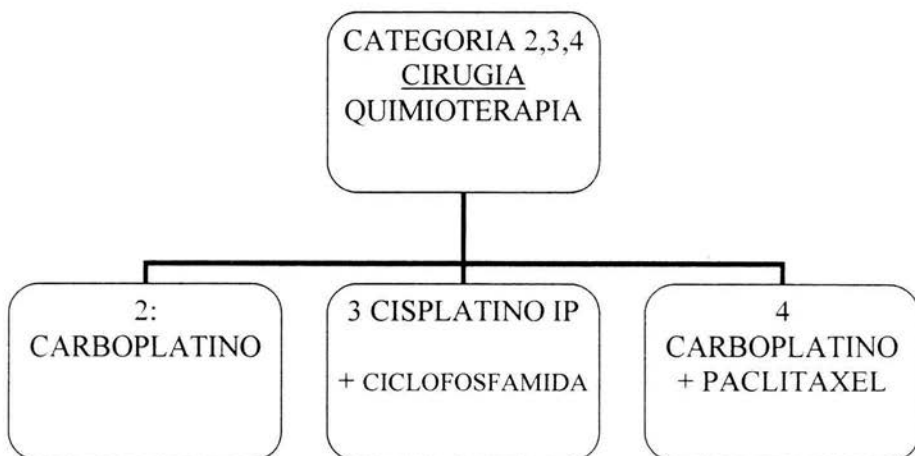 CATEGORIA 2,3,4
CIRUGIA
QUIMIOTERAPIA
2:
CARBOPLATINO
3 CISPLATINO IP
+ CICLOFOSFAMIDA
4
CARBOPLATINO
+ PACLITAXEL